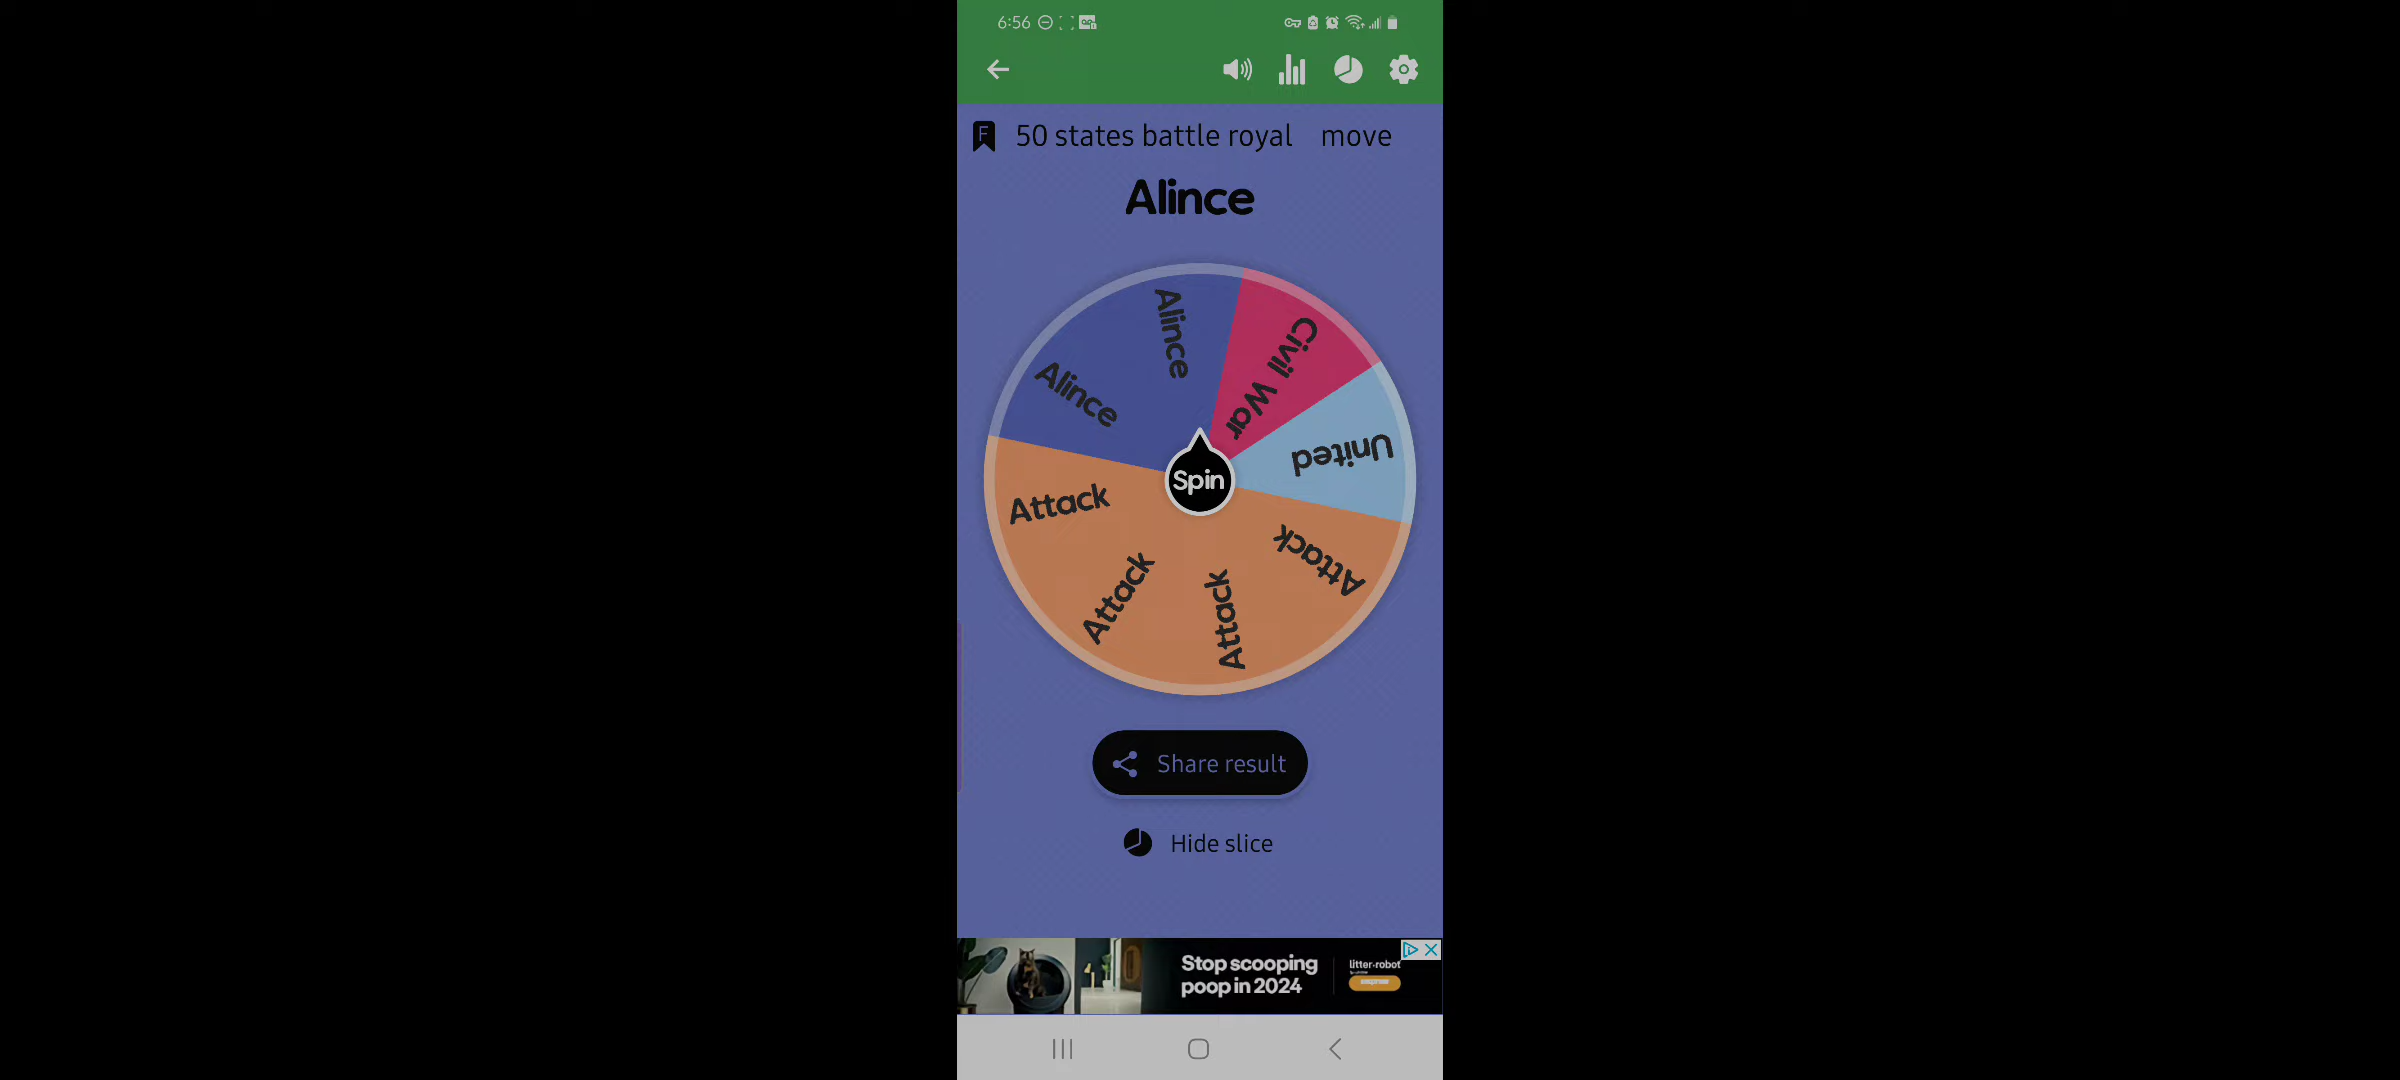 6:56
F
50 states battle royal move
Alince
Alince
Alince
Civil War
United
Attack
Attack
Attack
Attack
Spin
Share result
Hide slice
Stop scooping
poop in 2024
litter-robot